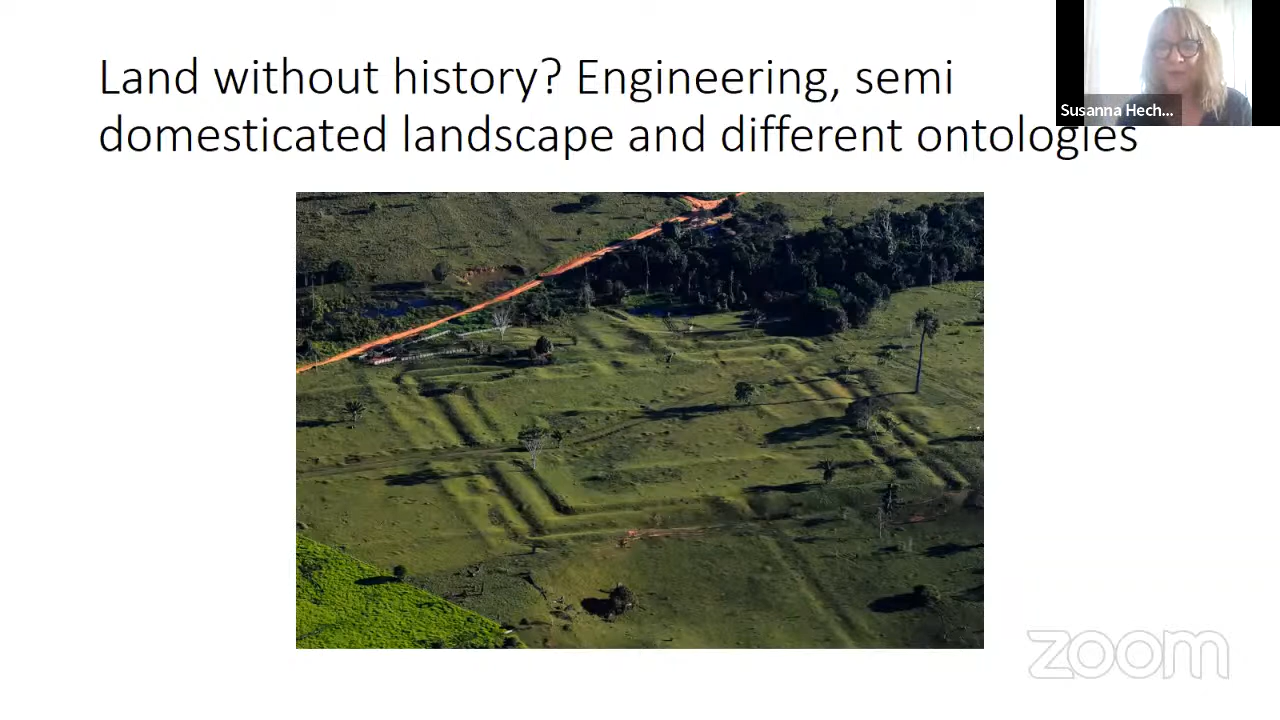 Land without history? Engineering, semi
domesticated landscape and different ontologies
Susanna Hech...
zoom